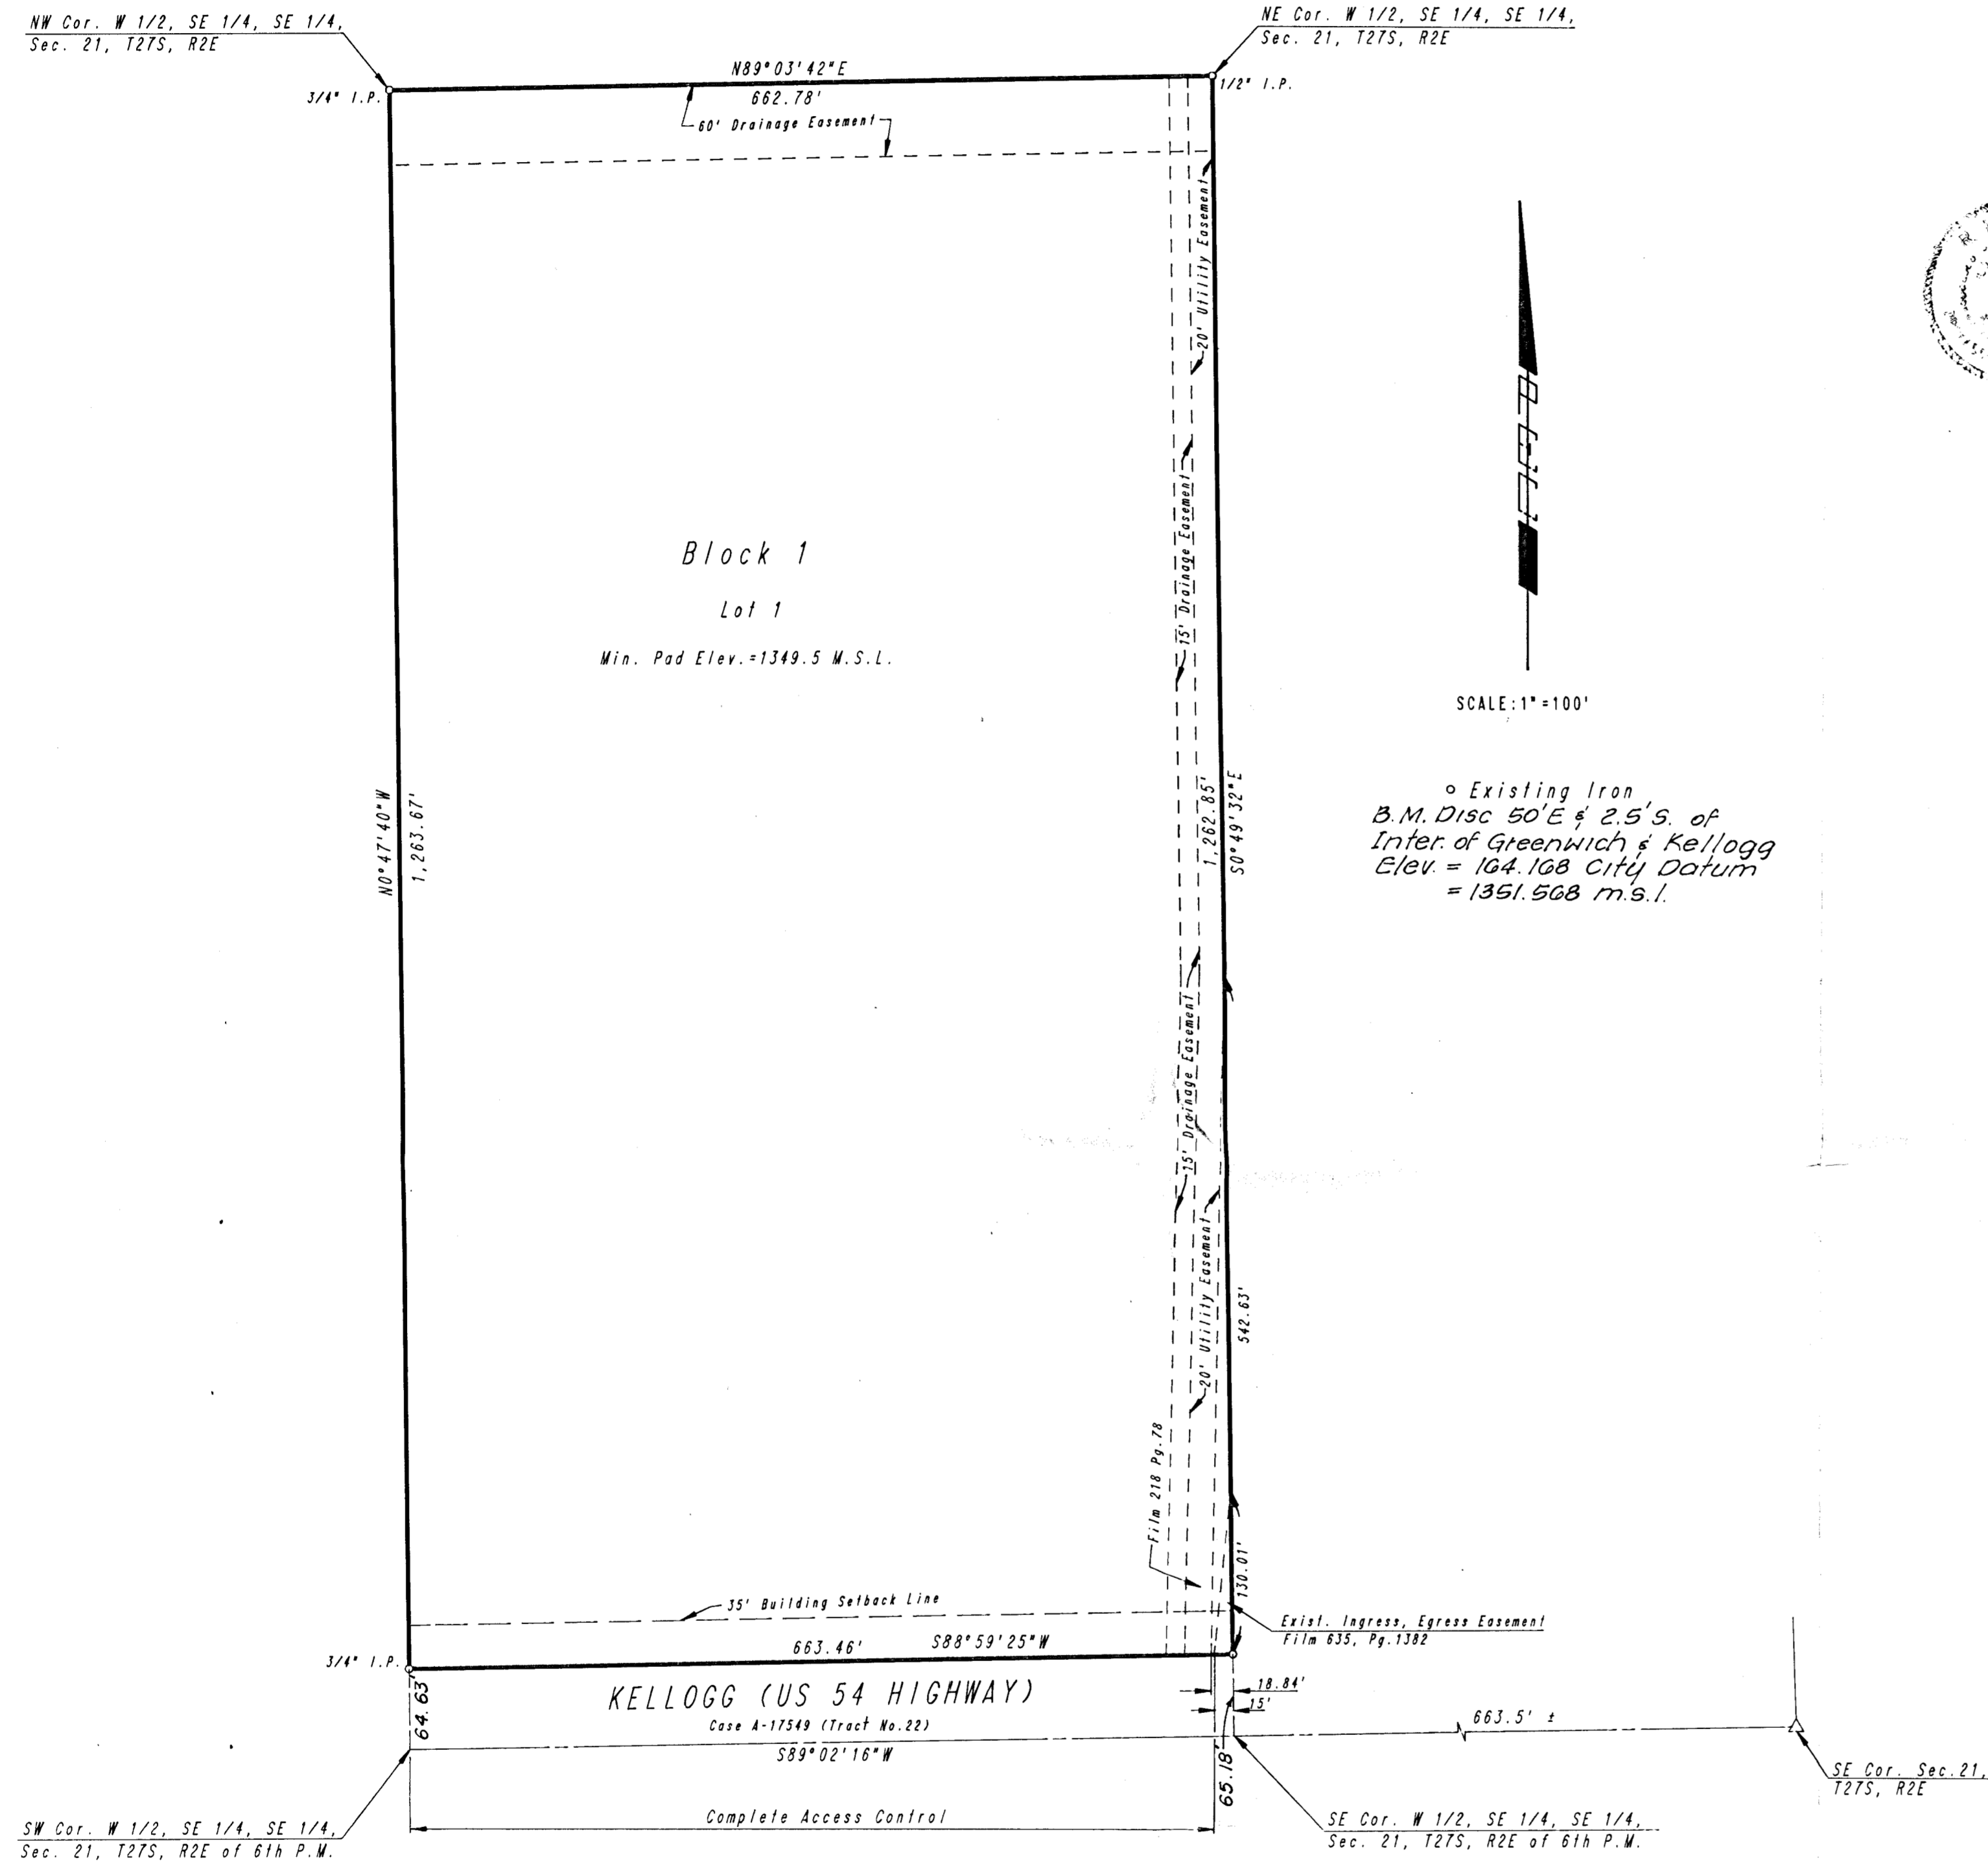 NW Cor. W 1/2, SE 1/4, SE 1/4,
Sec. 21, T27S, R2E
NE Cor. W 1/2, SE 1/4, SE 1/4,
Sec. 21, T27S, R2E
N89°03'42"E
662.78'
3/4" I.P.
1/2" I.P.
60' Drainage Easement
20' Utility Easement
15' Drainage Easement
Block 1
Lot 1
Min. Pad Elev.=1349.5 M.S.L.
SCALE:1"=100'
N0°47'40"W
1,263.67'
1,262.85'
S0°49'32"E
o Existing Iron
B.M. Disc 50'E & 2.5'S. of
Inter. of Greenwich & Kellogg
Elev. = 164.168 City Datum
= 1351.568 m.s.l.
15' Drainage Easement
20' Utility Easement
542.63'
Film 218 Pg.78
130.01'
35' Building Setback Line
Exist. Ingress, Egress Easement
Film 635, Pg.1382
663.46'
S88°59'25"W
3/4" I.P.
64.63'
KELLOGG (US 54 HIGHWAY)
Case A-17549 (Tract No.22)
18.84'
15'
663.5' ±
S89°02'16"W
65.18'
SE Cor. Sec.21,
T27S, R2E
Complete Access Control
SW Cor. W 1/2, SE 1/4, SE 1/4,
Sec. 21, T27S, R2E of 6th P.M.
SE Cor. W 1/2, SE 1/4, SE 1/4,
Sec. 21, T27S, R2E of 6th P.M.